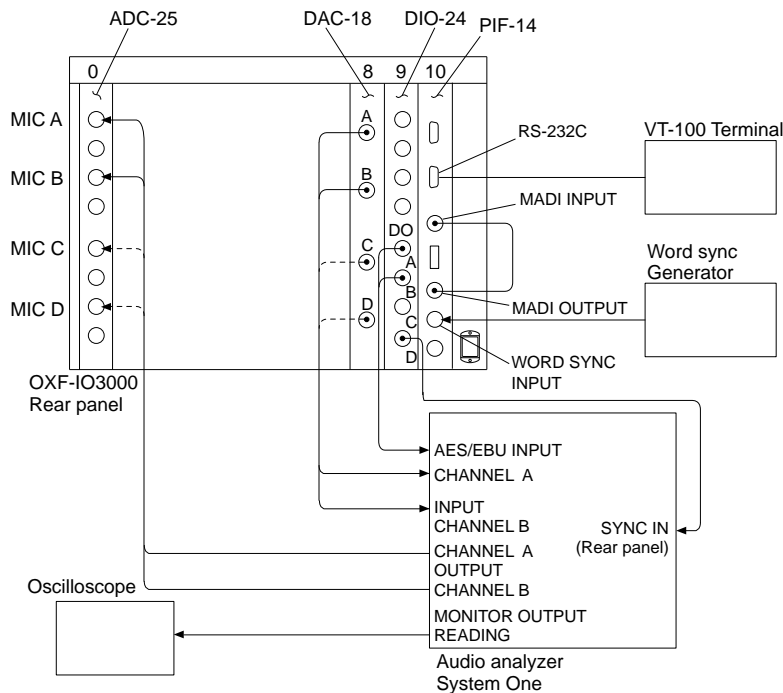 ADC-25
DAC-18
DIO-24
PIF-14
0
8
9
10
MIC A
MIC B
MIC C
MIC D
A
B
C
D
DO
A
B
C
D
RS-232C
VT-100 Terminal
MADI INPUT
Word sync
Generator
MADI OUTPUT
WORD SYNC
INPUT
OXF-IO3000
Rear panel
AES/EBU INPUT
CHANNEL A
INPUT
CHANNEL B
SYNC IN
(Rear panel)
CHANNEL A
OUTPUT
CHANNEL B
Oscilloscope
MONITOR OUTPUT
READING
Audio analyzer
System One